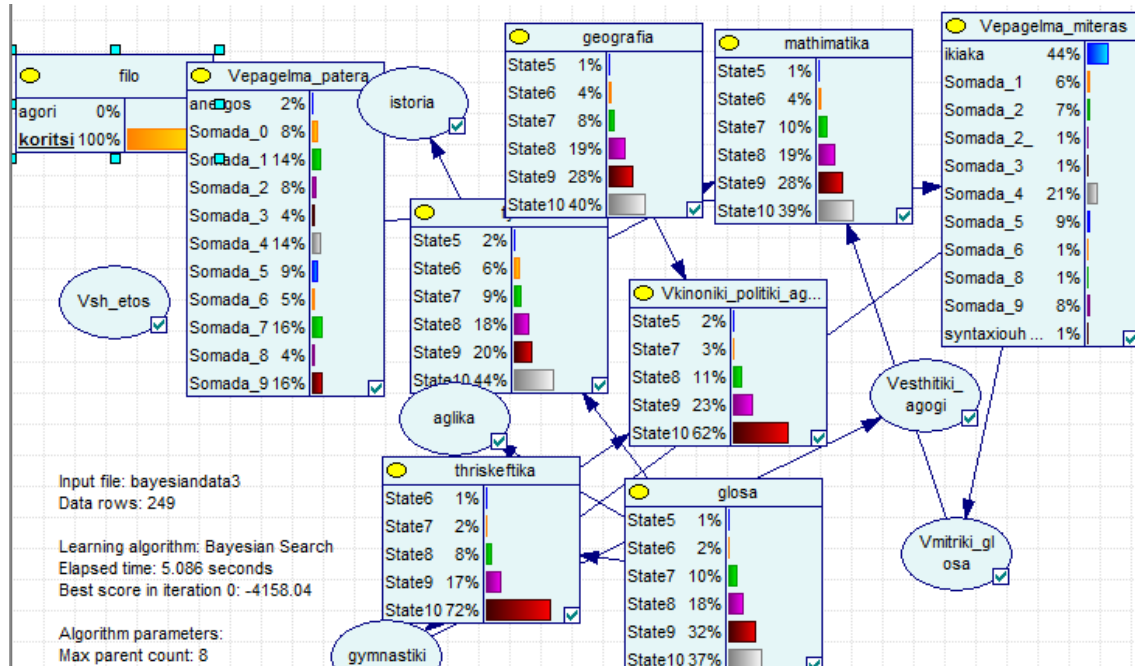 filo
agori 0%
koritsi 100%
Vepagelma_patera
2%
Somada_0 8%
Somada_1 14%
Somada_2 8%
Somada_3 4%
Somada_4 14%
Somada_5 9%
Somada_6 5%
Somada_7 16%
Somada_8 4%
Somada_9 16%
istoria
geografia
State5 1%
State6 4%
State7 8%
State8 19%
State9 28%
State10 40%
mathimatika
State5 1%
State6 4%
State7 10%
State8 19%
State9 28%
State10 39%
Vepagelma_miteras
ikiaka 44%
Somada_1 6%
Somada_2 7%
Somada_2_ 1%
Somada_3 1%
Somada_4 21%
Somada_5 9%
Somada_6 1%
Somada_8 1%
Somada_9 8%
syntaxiouh ... 1%
State5 2%
State6 6%
State7 9%
State8 18%
State9 20%
State10 44%
Vsh_etos
Vkinoniki_politiki_ag...
State5 2%
State7 3%
State8 11%
State9 23%
State10 62%
aglika
Vesthitiki_
agogi
thriskeftika
State6 1%
State7 2%
State8 8%
State9 17%
State10 72%
glosa
State5 1%
State6 2%
State7 10%
State8 18%
State9 32%
State10 37%
Vmitriki_gl
osa
gymnastiki
Input file: bayesiandata3
Data rows: 249
Learning algorithm: Bayesian Search
Elapsed time: 5.086 seconds
Best score in iteration 0: -4158.04
Algorithm parameters:
Max parent count: 8